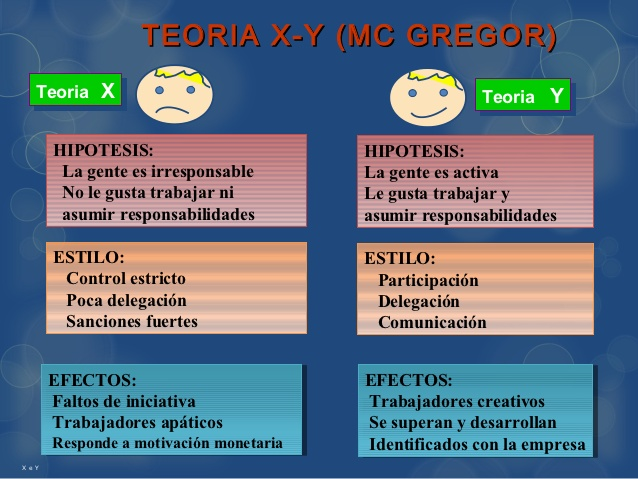 TEORIA X-Y (MC GREGOR)
Teoria X
HIPOTESIS:
La gente es irresponsable
No le gusta trabajar ni
asumir responsabilidades
ESTILO:
Control estricto
Poca delegación
Sanciones fuertes
EFECTOS:
Faltos de iniciativa
Trabajadores apáticos
Responde a motivación monetaria
Teoria Y
HIPOTESIS:
La gente es activa
Le gusta trabajar y
asumir responsabilidades
ESTILO:
Participación
Delegación
Comunicación
EFECTOS:
Trabajadores creativos
Se superan y desarrollan
Identificados con la empresa
X e Y